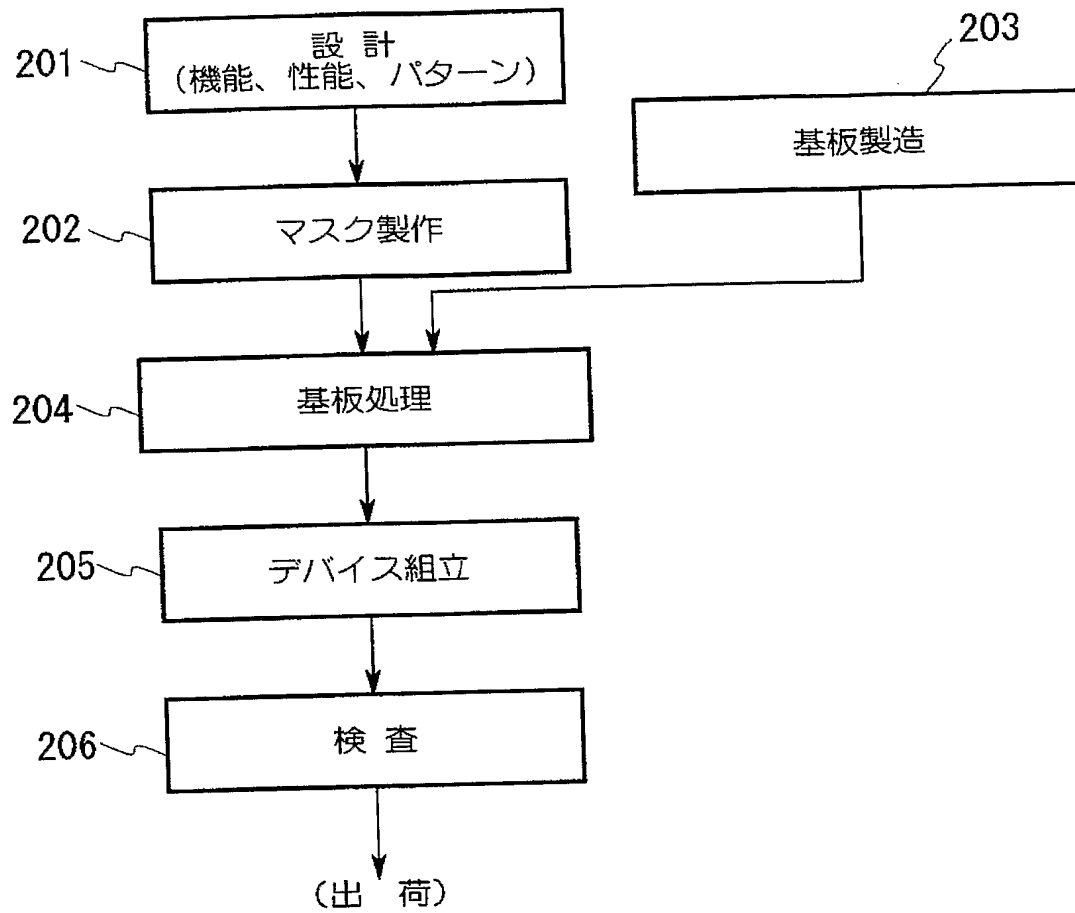 201
設 計
(機能、性能、パターン)
203
基板製造
202
マスク製作
204
基板処理
205
デバイス組立
206
検 査
(出 荷)